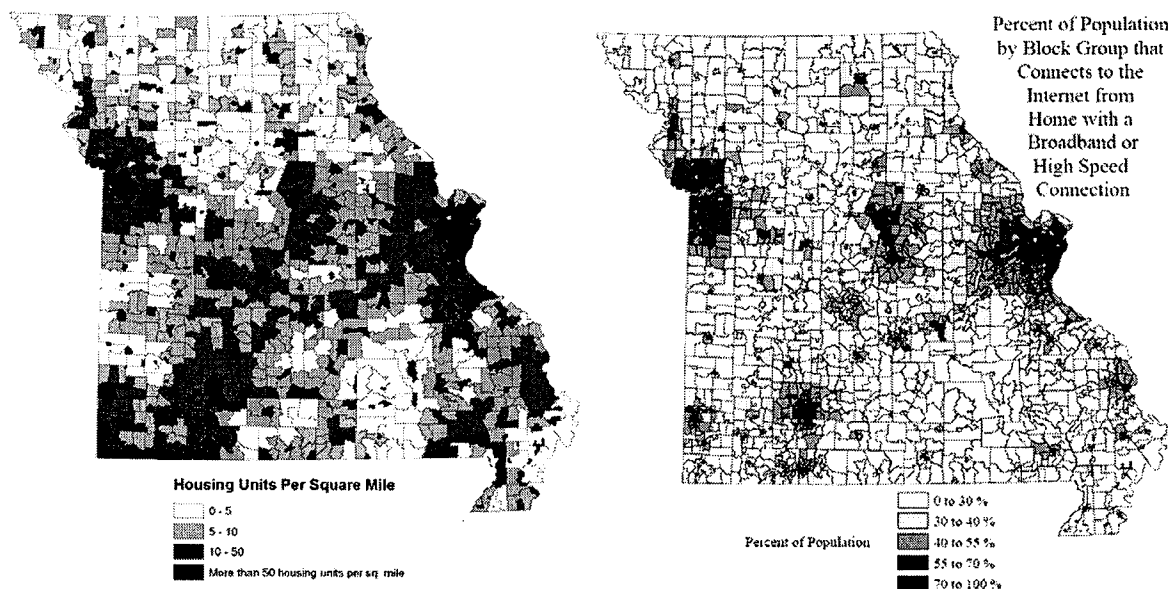 Housing Units Per Square Mile
0 - 5
5 - 10
10 - 50
More than 50 housing units per sq. mile
Percent of Population
by Block Group that
Connects to the
Internet from
Home with a
Broadband or
High Speed
Connection
Percent of Population
0 to 30 %
30 to 40 %
40 to 55 %
55 to 70 %
70 to 100 %